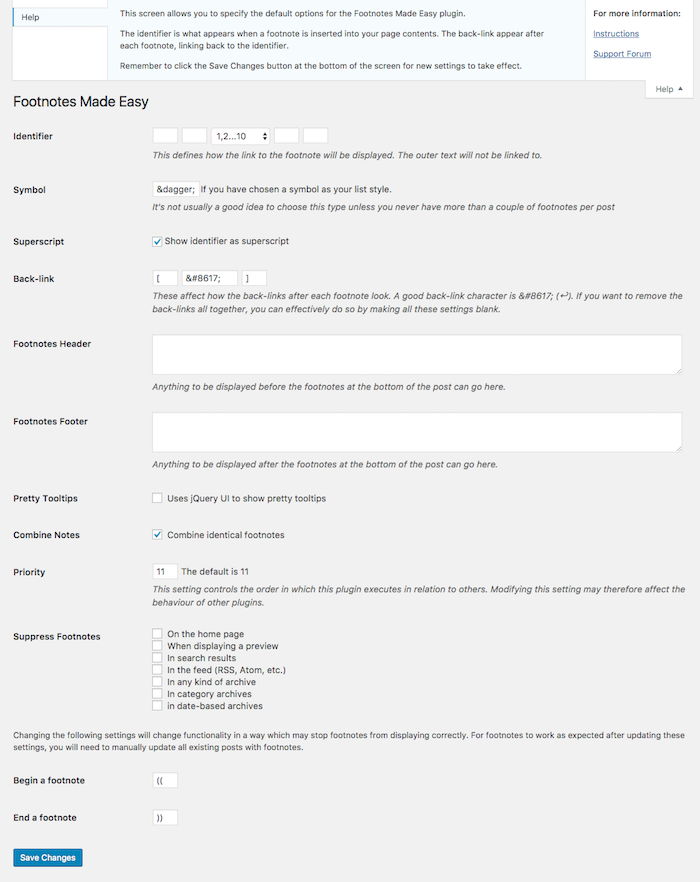 Help
This screen allows you to specify the default options for the Footnotes Made Easy plugin.
The identifier is what appears when a footnote is inserted into your page contents. The back-link appear after
each footnote, linking back to the identifier.
Remember to click the Save Changes button at the bottom of the screen for new settings to take effect.
For more information:
Instructions
Support Forum
Help
Footnotes Made Easy
Identifier
1,2...10
This defines how the link to the footnote will be displayed. The outer text will not be linked to.
Symbol
&dagger; If you have chosen a symbol as your list style.
It's not usually a good idea to choose this type unless you never have more than a couple of footnotes per post
Superscript
Show identifier as superscript
Back-link
[ &#8617; ]
These affect how the back-links after each footnote look. A good back-link character is &#8617; (↩). If you want to remove the
back-links all together, you can effectively do so by making all these settings blank.
Footnotes Header
Anything to be displayed before the footnotes at the bottom of the post can go here.
Footnotes Footer
Anything to be displayed after the footnotes at the bottom of the post can go here.
Pretty Tooltips
Uses jQuery UI to show pretty tooltips
Combine Notes
Combine identical footnotes
Priority
11 The default is 11
This setting controls the order in which this plugin executes in relation to others. Modifying this setting may therefore affect the
behaviour of other plugins.
Suppress Footnotes
On the home page
When displaying a preview
In search results
In the feed (RSS, Atom, etc.)
In any kind of archive
In category archives
in date-based archives
Changing the following settings will change functionality in a way which may stop footnotes from displaying correctly. For footnotes to work as expected after updating these
settings, you will need to manually update all existing posts with footnotes.
Begin a footnote
((
End a footnote
))
Save Changes